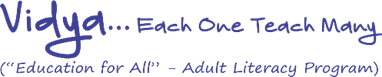 Vidya... Each One Teach Many
(“Education for All” - Adult Literacy Program)